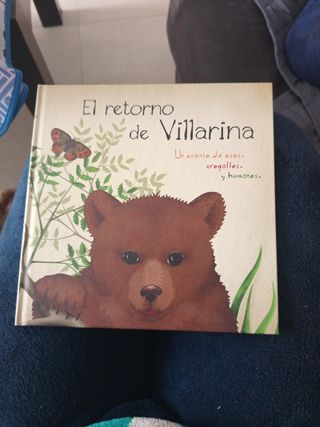 El retorno
de Villarina
Un cuento de osos,
urogallos,
y humanos.